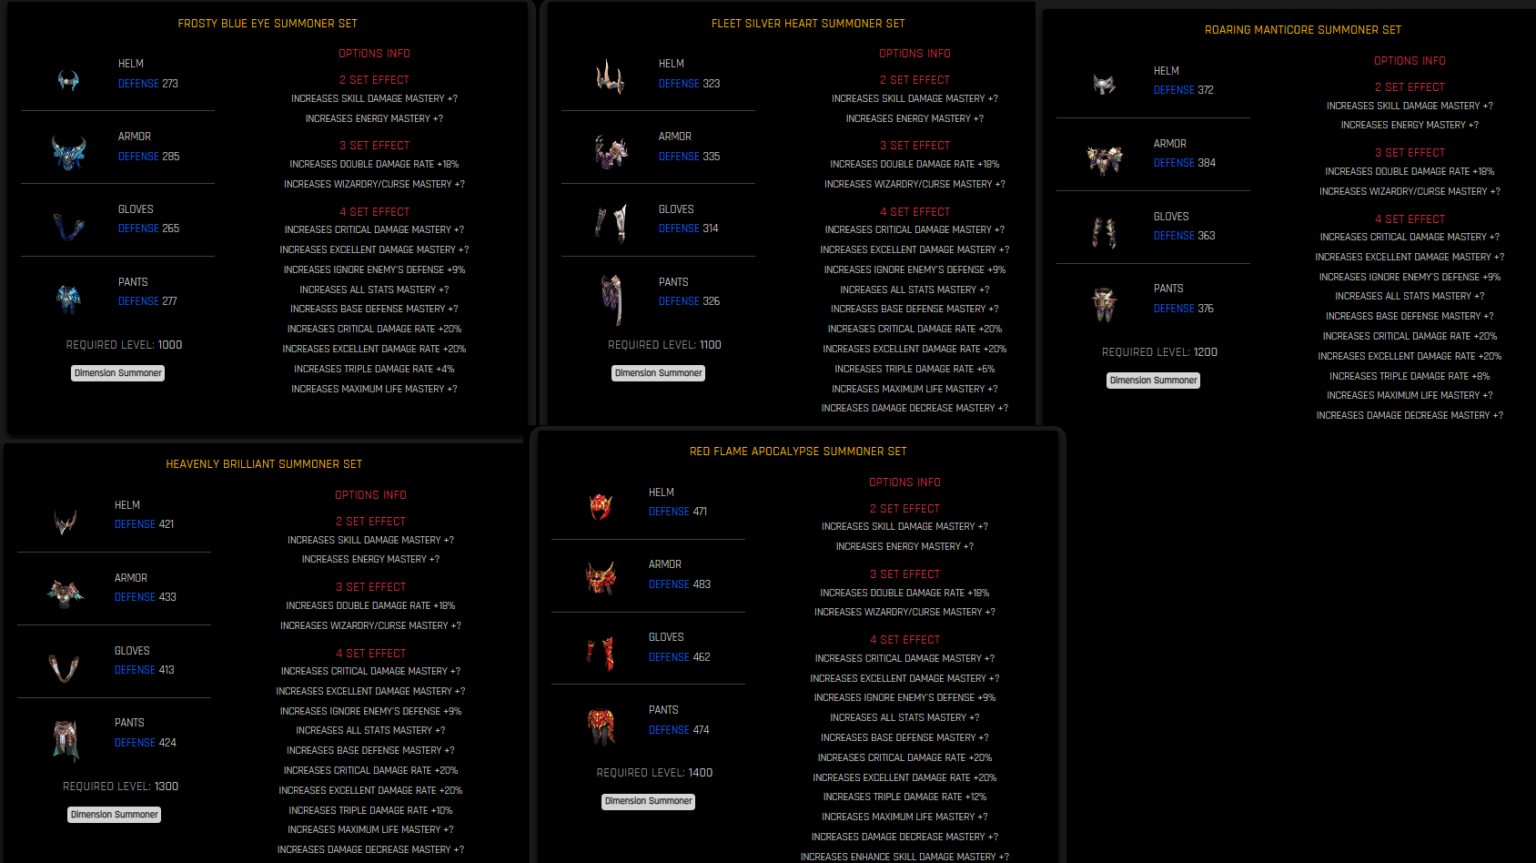 FROSTY BLUE EYE SUMMONER SET
HELM
DEFENSE 273
ARMOR
DEFENSE 285
GLOVES
DEFENSE 265
PANTS
DEFENSE 277
REQUIRED LEVEL: 1000
Dimension Summoner
OPTIONS INFO
2 SET EFFECT
INCREASES SKILL DAMAGE MASTERY +?
INCREASES ENERGY MASTERY +?
3 SET EFFECT
INCREASES DOUBLE DAMAGE RATE +18%
INCREASES WIZARDRY/CURSE MASTERY +?
4 SET EFFECT
INCREASES CRITICAL DAMAGE MASTERY +?
INCREASES EXCELLENT DAMAGE MASTERY +?
INCREASES IGNORE ENEMY'S DEFENSE +9%
INCREASES ALL STATS MASTERY +?
INCREASES BASE DEFENSE MASTERY +?
INCREASES CRITICAL DAMAGE RATE +20%
INCREASES EXCELLENT DAMAGE RATE +20%
INCREASES TRIPLE DAMAGE RATE +4%
INCREASES MAXIMUM LIFE MASTERY +?
FLEET SILVER HEART SUMMONER SET
HELM
DEFENSE 323
ARMOR
DEFENSE 335
GLOVES
DEFENSE 314
PANTS
DEFENSE 326
REQUIRED LEVEL: 1100
Dimension Summoner
OPTIONS INFO
2 SET EFFECT
INCREASES SKILL DAMAGE MASTERY +?
INCREASES ENERGY MASTERY +?
3 SET EFFECT
INCREASES DOUBLE DAMAGE RATE +18%
INCREASES WIZARDRY/CURSE MASTERY +?
4 SET EFFECT
INCREASES CRITICAL DAMAGE MASTERY +?
INCREASES EXCELLENT DAMAGE MASTERY +?
INCREASES IGNORE ENEMY'S DEFENSE +9%
INCREASES ALL STATS MASTERY +?
INCREASES BASE DEFENSE MASTERY +?
INCREASES CRITICAL DAMAGE RATE +20%
INCREASES EXCELLENT DAMAGE RATE +20%
INCREASES TRIPLE DAMAGE RATE +6%
INCREASES MAXIMUM LIFE MASTERY +?
INCREASES DAMAGE DECREASE MASTERY +?
ROARING MANTICORE SUMMONER SET
HELM
DEFENSE 372
ARMOR
DEFENSE 384
GLOVES
DEFENSE 363
PANTS
DEFENSE 376
REQUIRED LEVEL: 1200
Dimension Summoner
OPTIONS INFO
2 SET EFFECT
INCREASES SKILL DAMAGE MASTERY +?
INCREASES ENERGY MASTERY +?
3 SET EFFECT
INCREASES DOUBLE DAMAGE RATE +18%
INCREASES WIZARDRY/CURSE MASTERY +?
4 SET EFFECT
INCREASES CRITICAL DAMAGE MASTERY +?
INCREASES EXCELLENT DAMAGE MASTERY +?
INCREASES IGNORE ENEMY'S DEFENSE +9%
INCREASES ALL STATS MASTERY +?
INCREASES BASE DEFENSE MASTERY +?
INCREASES CRITICAL DAMAGE RATE +20%
INCREASES EXCELLENT DAMAGE RATE +20%
INCREASES TRIPLE DAMAGE RATE +8%
INCREASES MAXIMUM LIFE MASTERY +?
INCREASES DAMAGE DECREASE MASTERY +?
HEAVENLY BRILLIANT SUMMONER SET
HELM
DEFENSE 421
ARMOR
DEFENSE 433
GLOVES
DEFENSE 413
PANTS
DEFENSE 424
REQUIRED LEVEL: 1300
Dimension Summoner
OPTIONS INFO
2 SET EFFECT
INCREASES SKILL DAMAGE MASTERY +?
INCREASES ENERGY MASTERY +?
3 SET EFFECT
INCREASES DOUBLE DAMAGE RATE +18%
INCREASES WIZARDRY/CURSE MASTERY +?
4 SET EFFECT
INCREASES CRITICAL DAMAGE MASTERY +?
INCREASES EXCELLENT DAMAGE MASTERY +?
INCREASES IGNORE ENEMY'S DEFENSE +9%
INCREASES ALL STATS MASTERY +?
INCREASES BASE DEFENSE MASTERY +?
INCREASES CRITICAL DAMAGE RATE +20%
INCREASES EXCELLENT DAMAGE RATE +20%
INCREASES TRIPLE DAMAGE RATE +10%
INCREASES MAXIMUM LIFE MASTERY +?
INCREASES DAMAGE DECREASE MASTERY +?
RED FLAME APOCALYPSE SUMMONER SET
HELM
DEFENSE 471
ARMOR
DEFENSE 483
GLOVES
DEFENSE 462
PANTS
DEFENSE 474
REQUIRED LEVEL: 1400
Dimension Summoner
OPTIONS INFO
2 SET EFFECT
INCREASES SKILL DAMAGE MASTERY +?
INCREASES ENERGY MASTERY +?
3 SET EFFECT
INCREASES DOUBLE DAMAGE RATE +18%
INCREASES WIZARDRY/CURSE MASTERY +?
4 SET EFFECT
INCREASES CRITICAL DAMAGE MASTERY +?
INCREASES EXCELLENT DAMAGE MASTERY +?
INCREASES IGNORE ENEMY'S DEFENSE +9%
INCREASES ALL STATS MASTERY +?
INCREASES BASE DEFENSE MASTERY +?
INCREASES CRITICAL DAMAGE RATE +20%
INCREASES EXCELLENT DAMAGE RATE +20%
INCREASES TRIPLE DAMAGE RATE +12%
INCREASES MAXIMUM LIFE MASTERY +?
INCREASES DAMAGE DECREASE MASTERY +?
INCREASES ENHANCE SKILL DAMAGE MASTERY +?